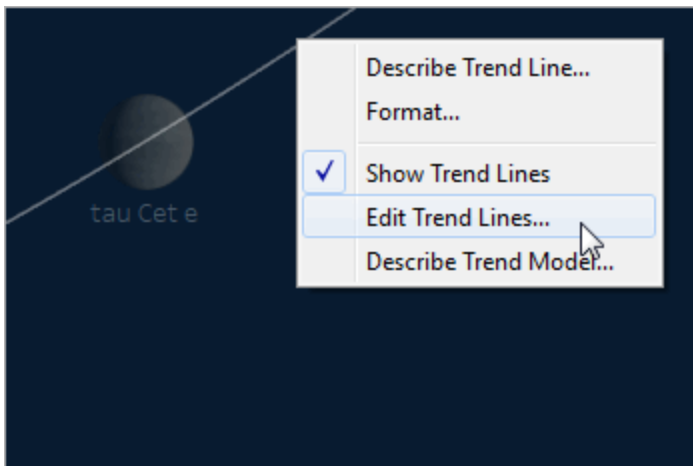 Describe Trend Line...
Format...
Show Trend Lines
tau Cet e
Edit Trend Lines...
Describe Trend Model...